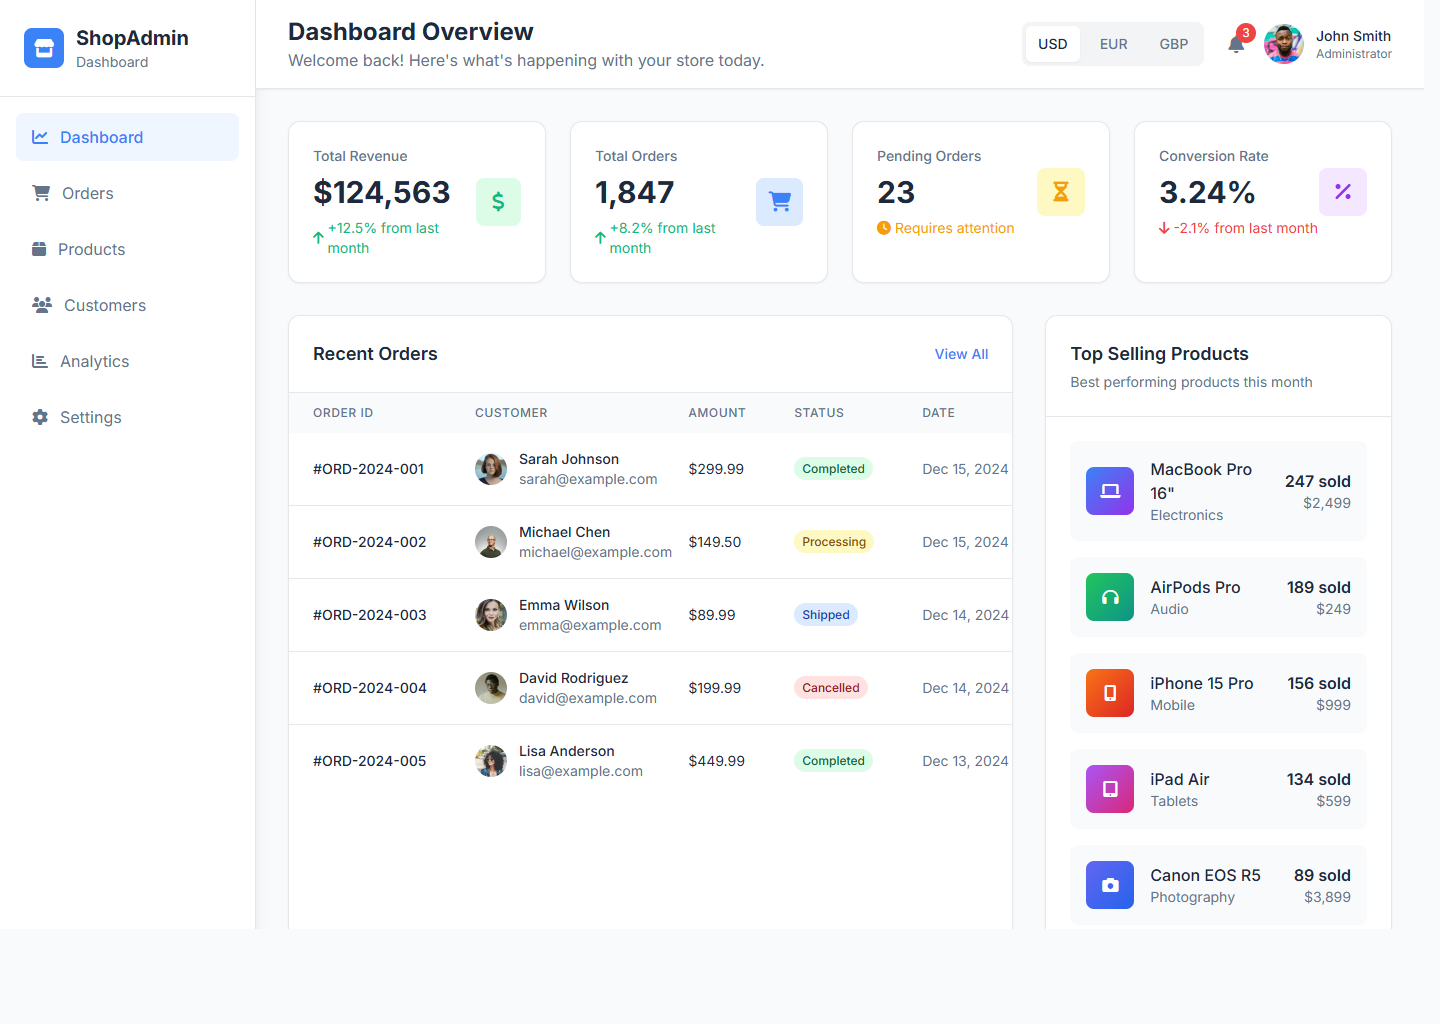 ShopAdmin
Dashboard
Dashboard
Orders
Products
Customers
Analytics
Settings
Dashboard Overview
Welcome back! Here's what's happening with your store today.
USD EUR GBP
3
John Smith
Administrator
Total Revenue
$124,563
+12.5% from last
month
Total Orders
1,847
+8.2% from last
month
Pending Orders
23
Requires attention
Conversion Rate
3.24%
-2.1% from last month
Recent Orders
View All
ORDER ID CUSTOMER AMOUNT STATUS DATE
#ORD-2024-001 Sarah Johnson $299.99 Completed Dec 15, 2024
sarah@example.com
#ORD-2024-002 Michael Chen $149.50 Processing Dec 15, 2024
michael@example.com
#ORD-2024-003 Emma Wilson $89.99 Shipped Dec 14, 2024
emma@example.com
#ORD-2024-004 David Rodriguez $199.99 Cancelled Dec 14, 2024
david@example.com
#ORD-2024-005 Lisa Anderson $449.99 Completed Dec 13, 2024
lisa@example.com
Top Selling Products
Best performing products this month
MacBook Pro
16"
Electronics
247 sold
$2,499
AirPods Pro
Audio
189 sold
$249
iPhone 15 Pro
Mobile
156 sold
$999
iPad Air
Tablets
134 sold
$599
Canon EOS R5
Photography
89 sold
$3,899